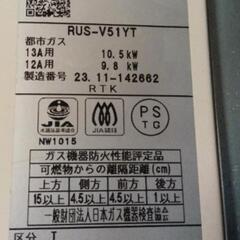 RUS-V51YT
都市ガス
13A用 10.5kW
12A用 9.8kW
製造番号 23.11-142662
RTK
JIA
JIA認証
PS
TG
NW1015
ガス機器防火性能評定品
可燃物からの離隔距離(cm)
上方 側方 前方 後方
15以上 4.5以上 4.5以上 1以上
一般財団法人日本ガス機器検査協会
区分 I